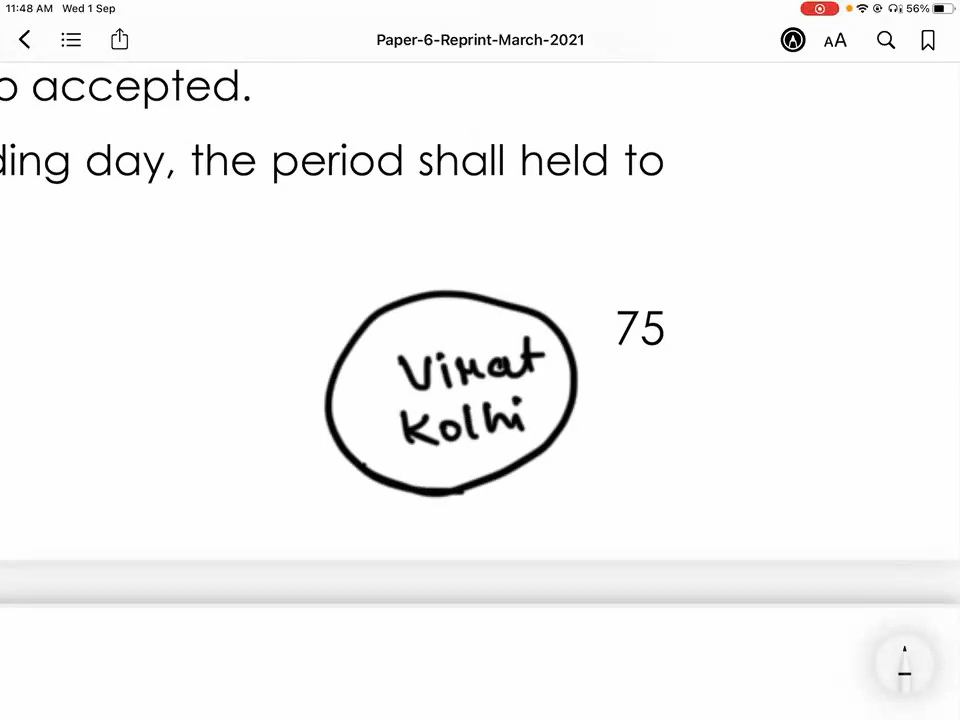 11:48 AM Wed 1 Sep 56%
Paper-6-Reprint-March-2021 AA
o accepted.
ding day, the period shall held to
75
Virat
Kolhi